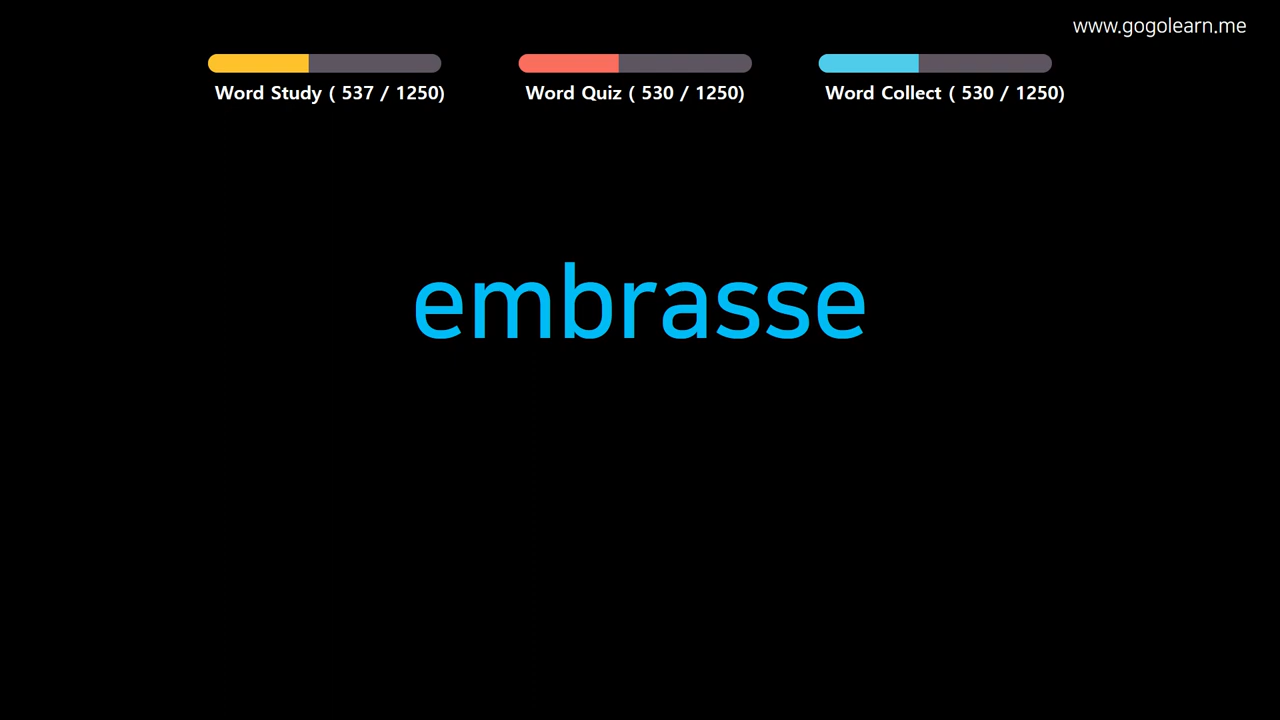 www.gogolearn.me
Word Study ( 537 / 1250)
Word Quiz ( 530 / 1250)
Word Collect ( 530 / 1250)
embrasse